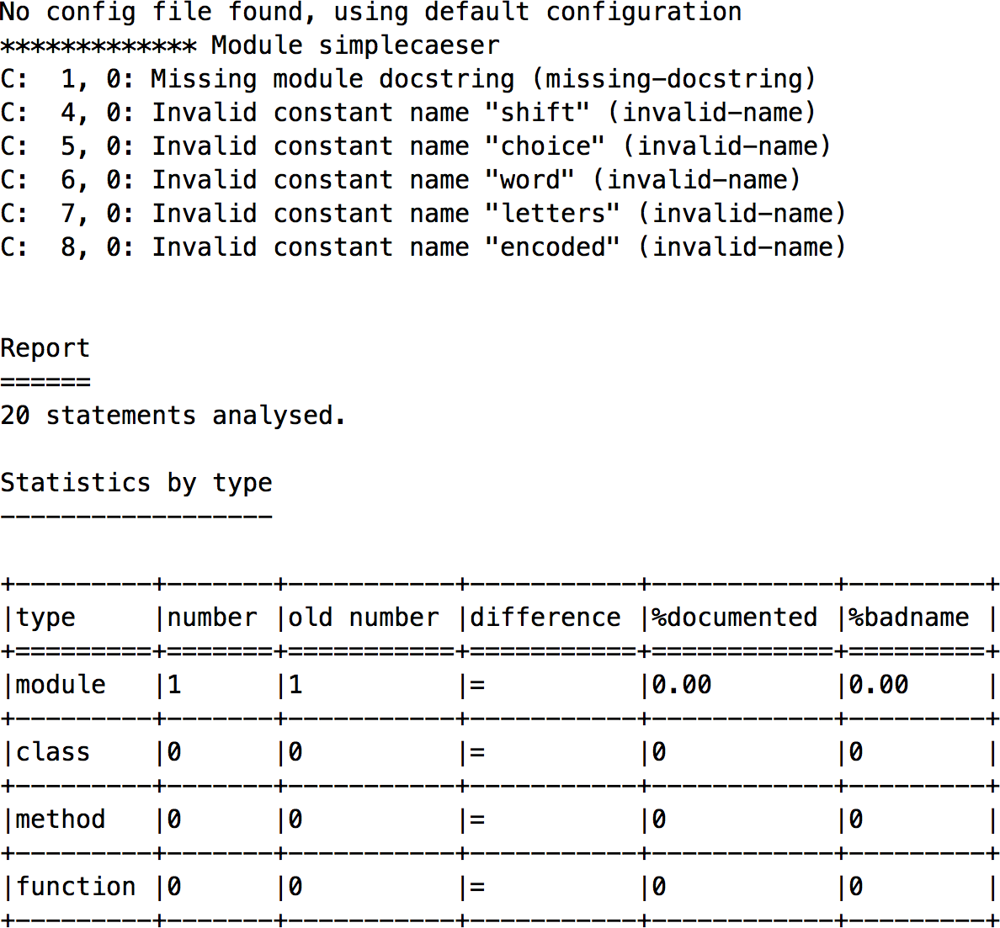 No config file found, using default configuration
************* Module simplecaeser
C:  1, 0: Missing module docstring (missing-docstring)
C:  4, 0: Invalid constant name "shift" (invalid-name)
C:  5, 0: Invalid constant name "choice" (invalid-name)
C:  6, 0: Invalid constant name "word" (invalid-name)
C:  7, 0: Invalid constant name "letters" (invalid-name)
C:  8, 0: Invalid constant name "encoded" (invalid-name)
Report
======
20 statements analysed.
Statistics by type
------------------
+---------+-------+-----------+-----------+------------+---------+
|type     |number |old number |difference |%documented |%badname |
+=========+=======+===========+===========+============+=========+
|module   |1      |1          |=          |0.00        |0.00     |
+---------+-------+-----------+-----------+------------+---------+
|class    |0      |0          |=          |0           |0        |
+---------+-------+-----------+-----------+------------+---------+
|method   |0      |0          |=          |0           |0        |
+---------+-------+-----------+-----------+------------+---------+
|function |0      |0          |=          |0           |0        |
+---------+-------+-----------+-----------+------------+---------+